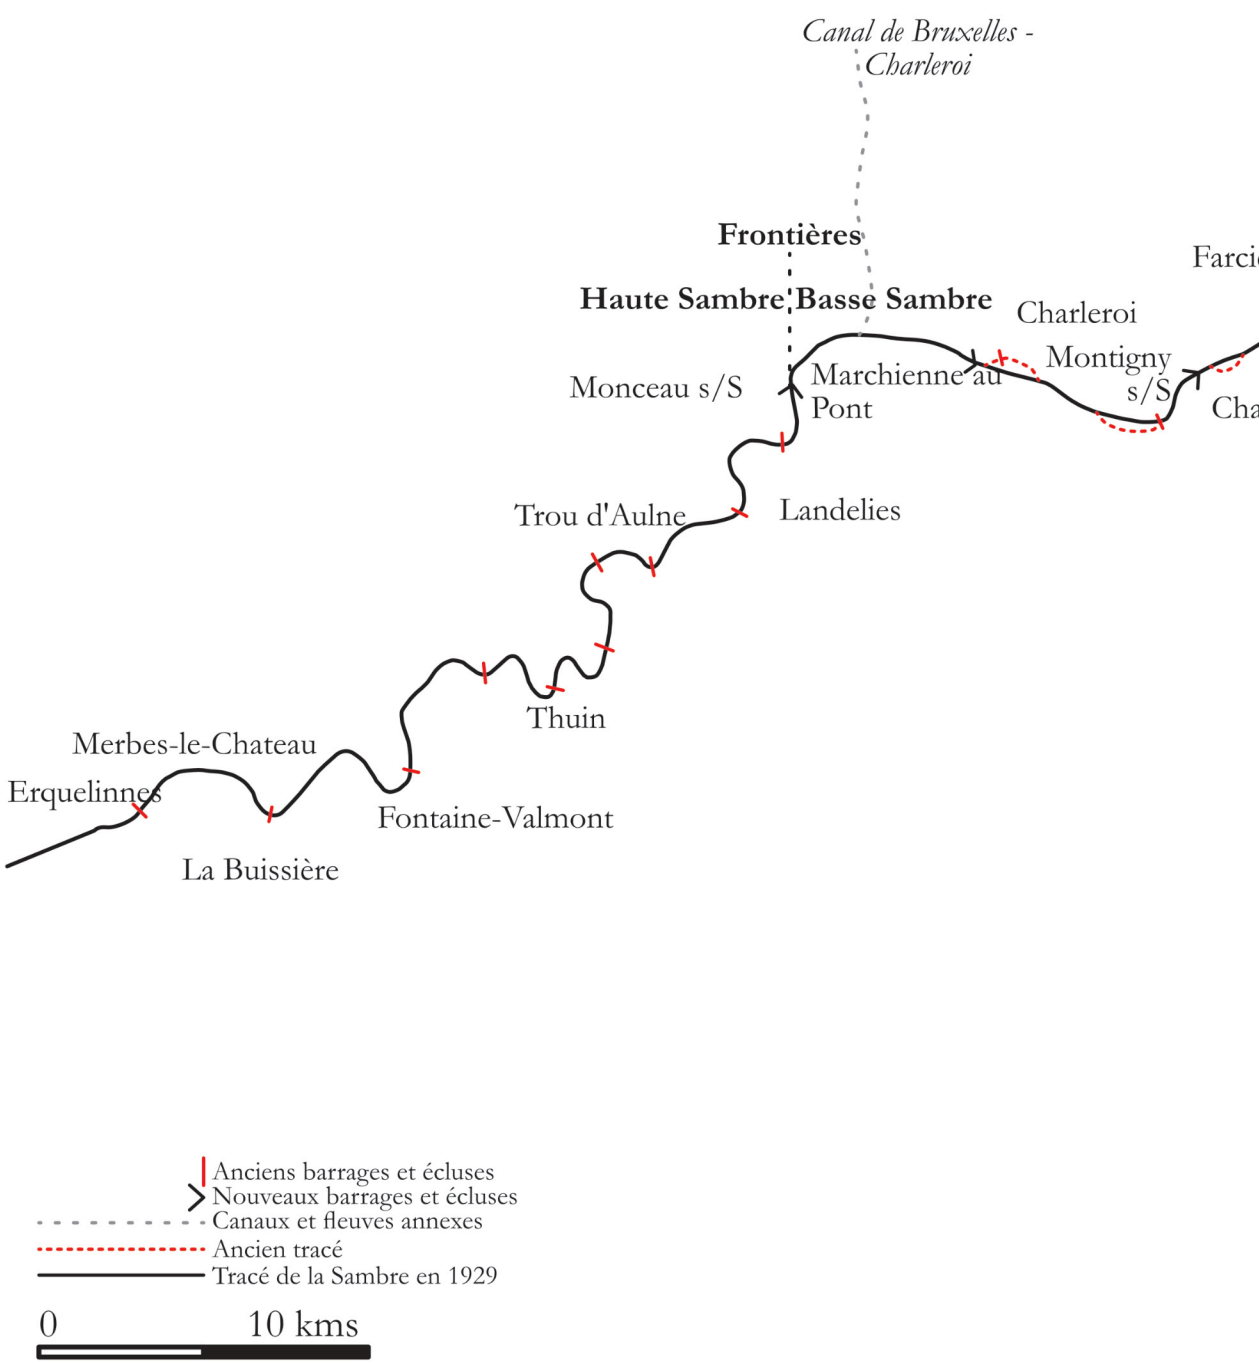 Canal de Bruxelles -
Charleroi
Frontières
Farci
Haute Sambre Basse Sambre
Charleroi
Montigny
s/S
Monceau s/S
Marchienne au
Pont
Cha
Trou d'Aulne
Landelies
Thuin
Merbes-le-Chateau
Erquelinnes
Fontaine-Valmont
La Buissière
Anciens barrages et écluses
Nouveaux barrages et écluses
Canaux et fleuves annexes
Ancien tracé
Tracé de la Sambre en 1929
0 10 kms